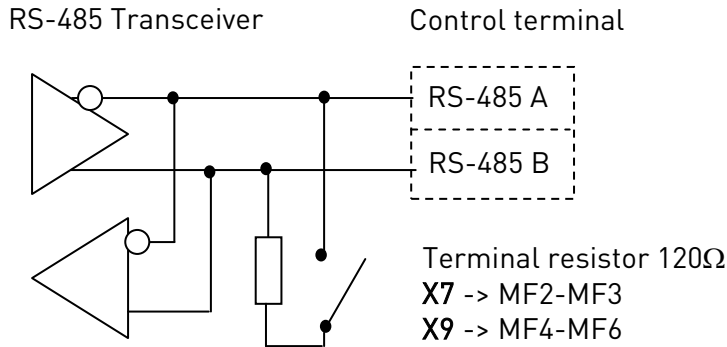 RS-485 Transceiver
Control terminal
RS-485 A
RS-485 B
Terminal resistor 120Ω
X7 -> MF2-MF3
X9 -> MF4-MF6